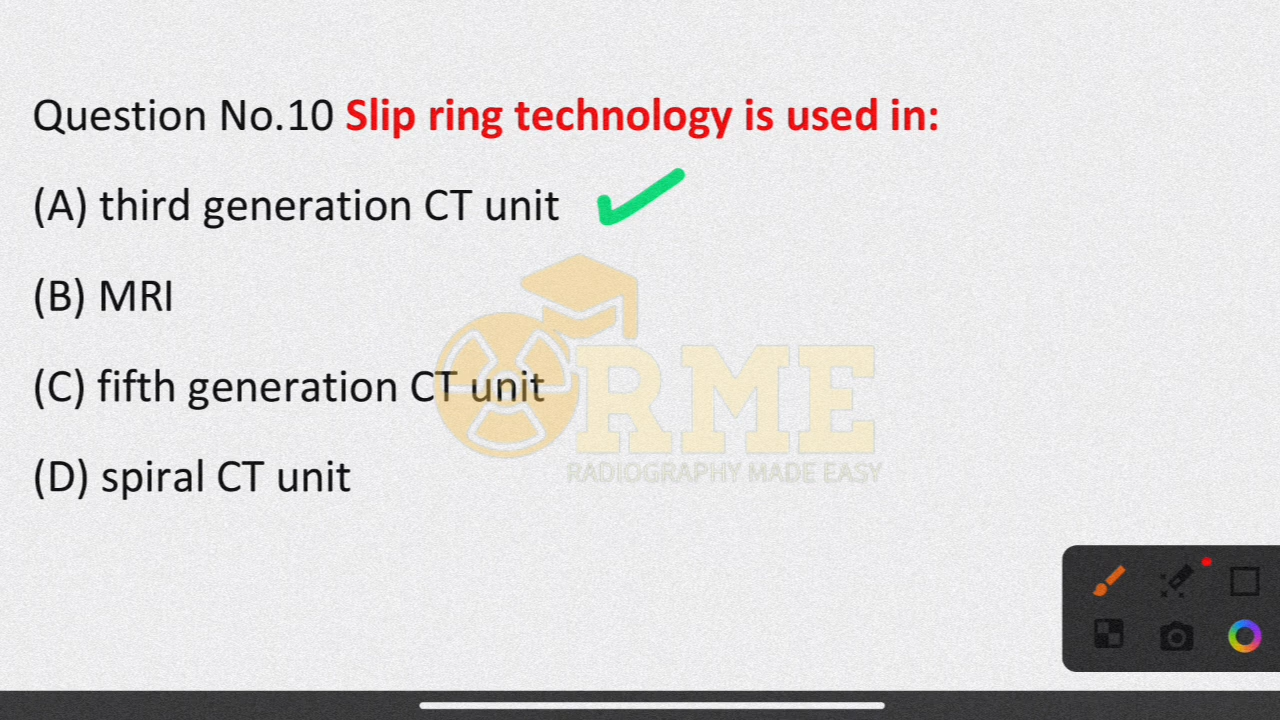 Question No.10 Slip ring technology is used in:
(A) third generation CT unit
(B) MRI
(C) fifth generation CT unit
(D) spiral CT unit
RME
RADIOGRAPHY MADE EASY